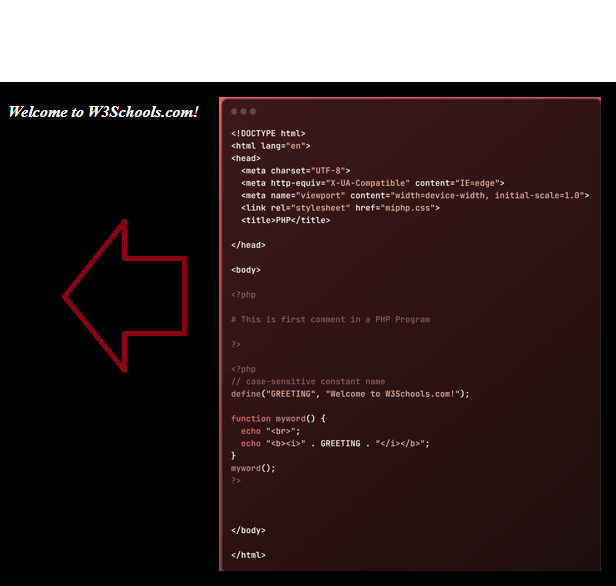 Welcome to W3Schools.com!
<!DOCTYPE html>
<html lang="en">
<head>
<meta charset="UTF-8">
<meta http-equiv="X-UA-Compatible" content="IE=edge">
<meta name="viewport" content="width=device-width, initial-scale=1.0">
<link rel="stylesheet" href="miphp.css">
<title>PHP</title>
</head>
<body>
<?php
# This is first comment in a PHP Program
?>
<?php
// case-sensitive constant name
define("GREETING", "Welcome to W3Schools.com!");
function myword() {
echo "<br>";
echo "<b><i>" . GREETING . "</i></b>";
}
myword();
?>
</body>
</html>